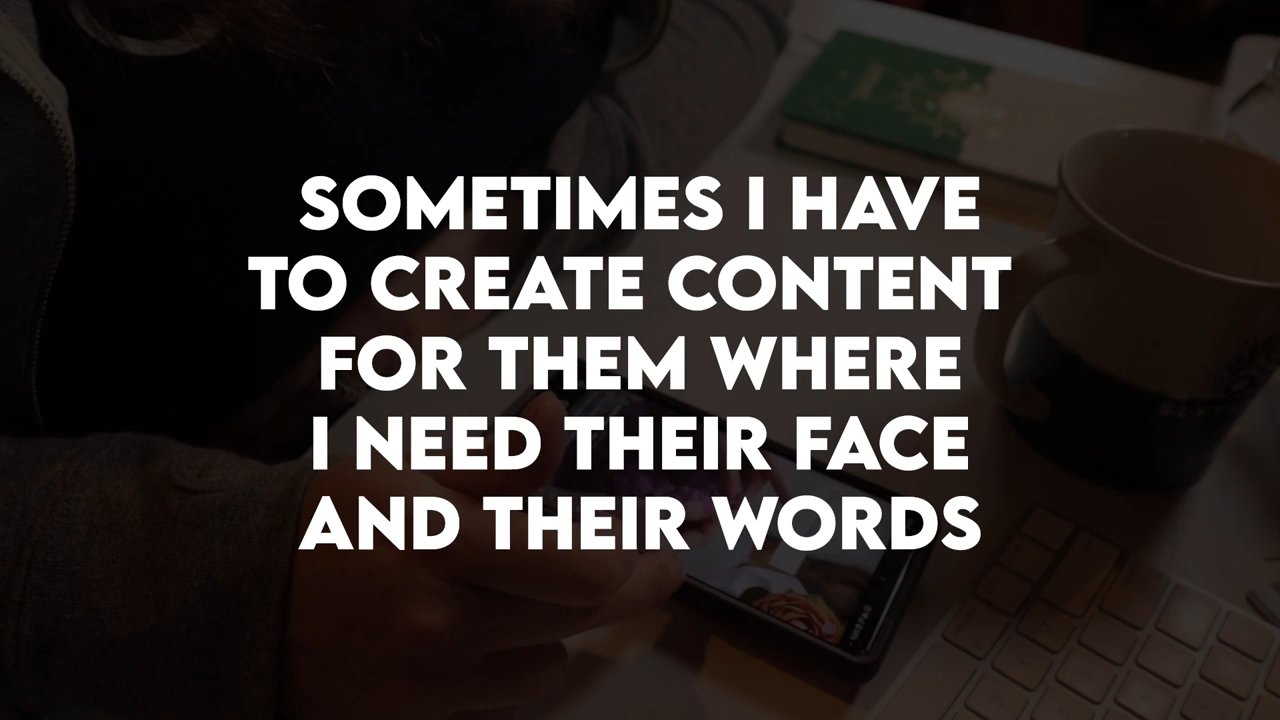 SOMETIMES I HAVE
TO CREATE CONTENT
FOR THEM WHERE
I NEED THEIR FACE
AND THEIR WORDS